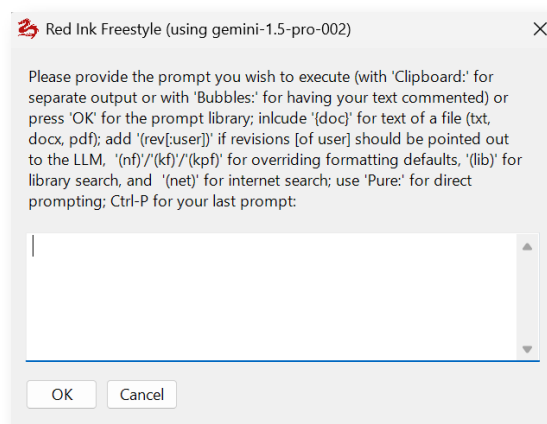 Red Ink Freestyle (using gemini-1.5-pro-002)
Please provide the prompt you wish to execute (with 'Clipboard:' for
separate output or with 'Bubbles:' for having your text commented) or
press 'OK' for the prompt library; inlcude '{doc}' for text of a file (txt,
docx, pdf); add '(rev[:user])' if revisions [of user] should be pointed out
to the LLM,  '(nf)'/'(kf)'/'(kpf)' for overriding formatting defaults, '(lib)' for
library search, and  '(net)' for internet search; use 'Pure:' for direct
prompting; Ctrl-P for your last prompt:
OK
Cancel